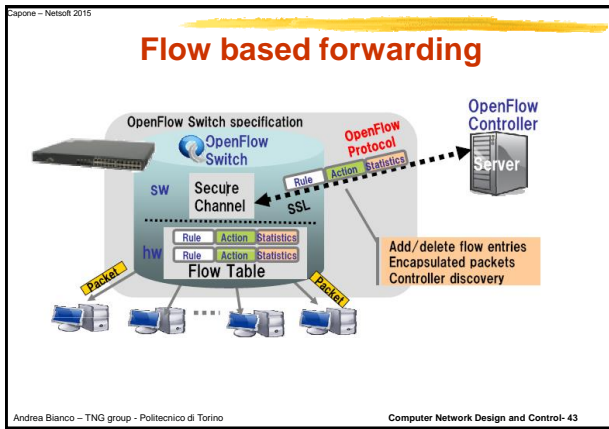 Capone – Netsoft 2015
Flow based forwarding
OpenFlow Switch specification
OpenFlow
Switch
OpenFlow
Controller
OpenFlow
Protocol
Server
Rule Action Statistics
sw
Secure
Channel
SSL
hw
Rule Action Statistics
Rule Action Statistics
Flow Table
Add/delete flow entries
Encapsulated packets
Controller discovery
Packet
Packet
Andrea Bianco – TNG group - Politecnico di Torino
Computer Network Design and Control- 43